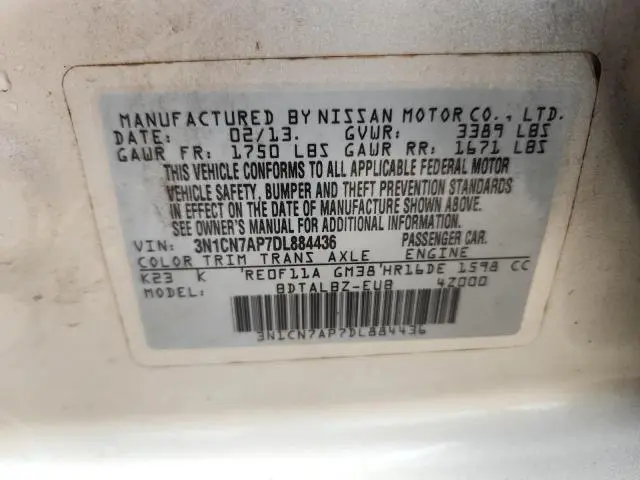 MANUFACTURED BY NISSAN MOTOR CO., LTD.
DATE: 02/13. GVWR: 3389 LBS
GAWR FR: 1750 LBS GAWR RR: 1671 LBS
THIS VEHICLE CONFORMS TO ALL APPLICABLE FEDERAL MOTOR
VEHICLE SAFETY, BUMPER AND THEFT PREVENTION STANDARDS
IN EFFECT ON THE DATE OF MANUFACTURE SHOWN ABOVE.
SEE OWNER'S MANUAL FOR ADDITIONAL INFORMATION.
VIN: 3N1CN7AP7DL884436 PASSENGER CAR.
COLOR TRIM TRANS AXLE ENGINE
K23 K RE0F11A GM38 HR16DE 1598 CC
MODEL: BDTALBZ-EUB 4Z000
3N1CN7AP7DL884436